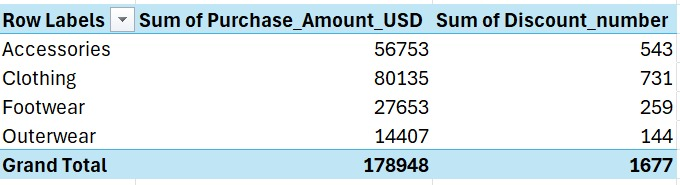 Row Labels Sum of Purchase_Amount_USD Sum of Discount_number
Accessories 56753 543
Clothing 80135 731
Footwear 27653 259
Outerwear 14407 144
Grand Total 178948 1677